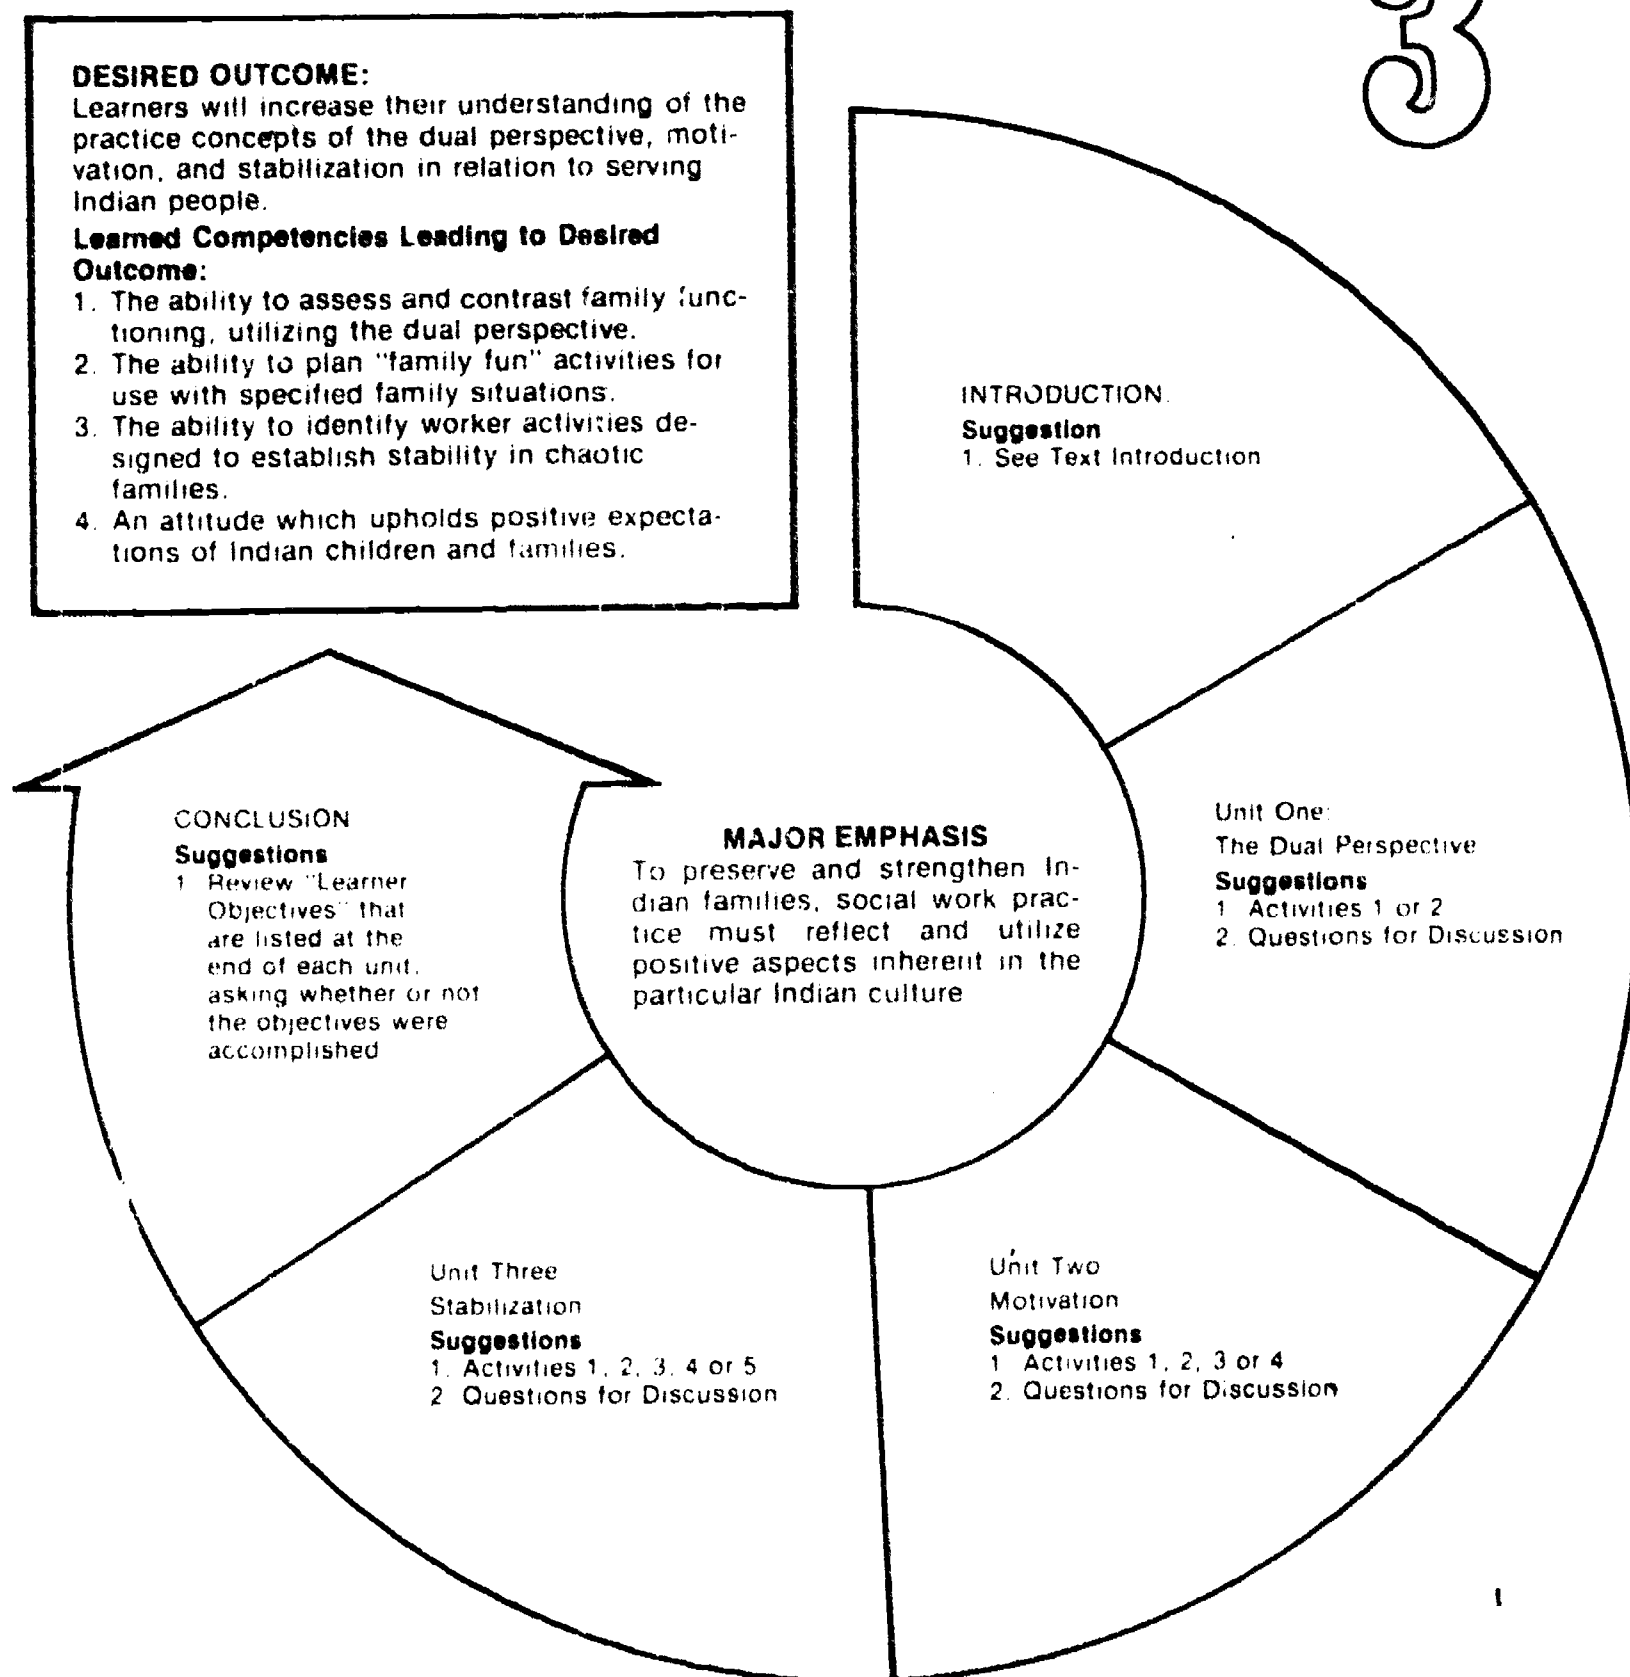 3
DESIRED OUTCOME:
Learners will increase their understanding of the
practice concepts of the dual perspective, moti-
vation, and stabilization in relation to serving
Indian people.
Learned Competencies Leading to Desired
Outcome:
1. The ability to assess and contrast family func-
tioning, utilizing the dual perspective.
2. The ability to plan "family fun" activities for
use with specified family situations.
3. The ability to identify worker activities de-
signed to establish stability in chaotic
families.
4. An attitude which upholds positive expecta-
tions of Indian children and families.
INTRODUCTION.
Suggestion
1. See Text Introduction
Unit One:
The Dual Perspective
Suggestions
1 Activities 1 or 2
2. Questions for Discussion
Unit Two
Motivation
Suggestions
1 Activities 1, 2, 3 or 4
2. Questions for Discussion
Unit Three
Stabilization
Suggestions
1. Activities 1, 2, 3, 4 or 5
2 Questions for Discussion
CONCLUSION
Suggestions
1 Review "Learner
Objectives" that
are listed at the
end of each unit,
asking whether or not
the objectives were
accomplished
MAJOR EMPHASIS
To preserve and strengthen In-
dian families, social work prac-
tice must reflect and utilize
positive aspects inherent in the
particular Indian culture
1